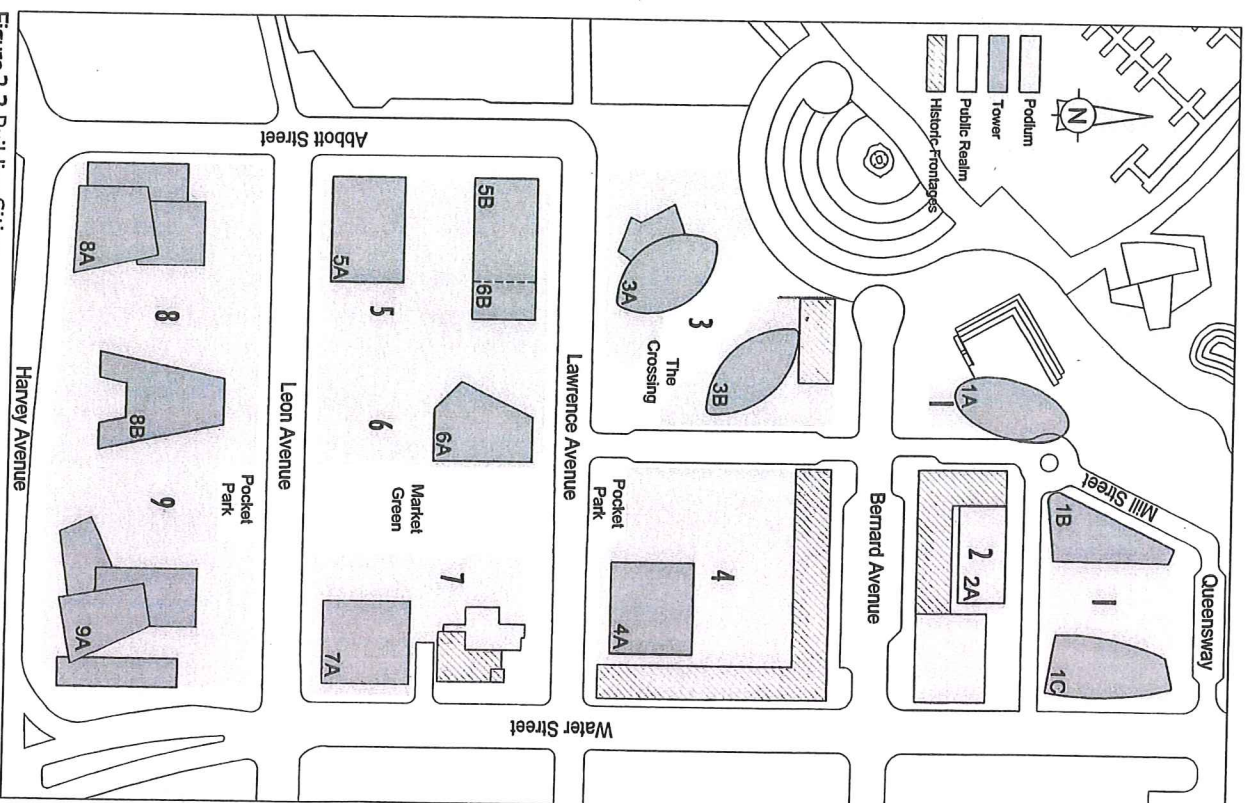 N
Podium
Tower
Public Realm
Historic Frontages
Queensway
Mill Street
1
1A
1B
1
1C
2
2A
Bernard Avenue
3
3A
3B
The
Crossing
4
4A
Pocket
Park
Lawrence Avenue
Abbott Street
Water Street
5B
6B
5A
5
6
6A
Market
Green
7
7A
Leon Avenue
8A
8
8B
9
Pocket
Park
9A
Harvey Avenue